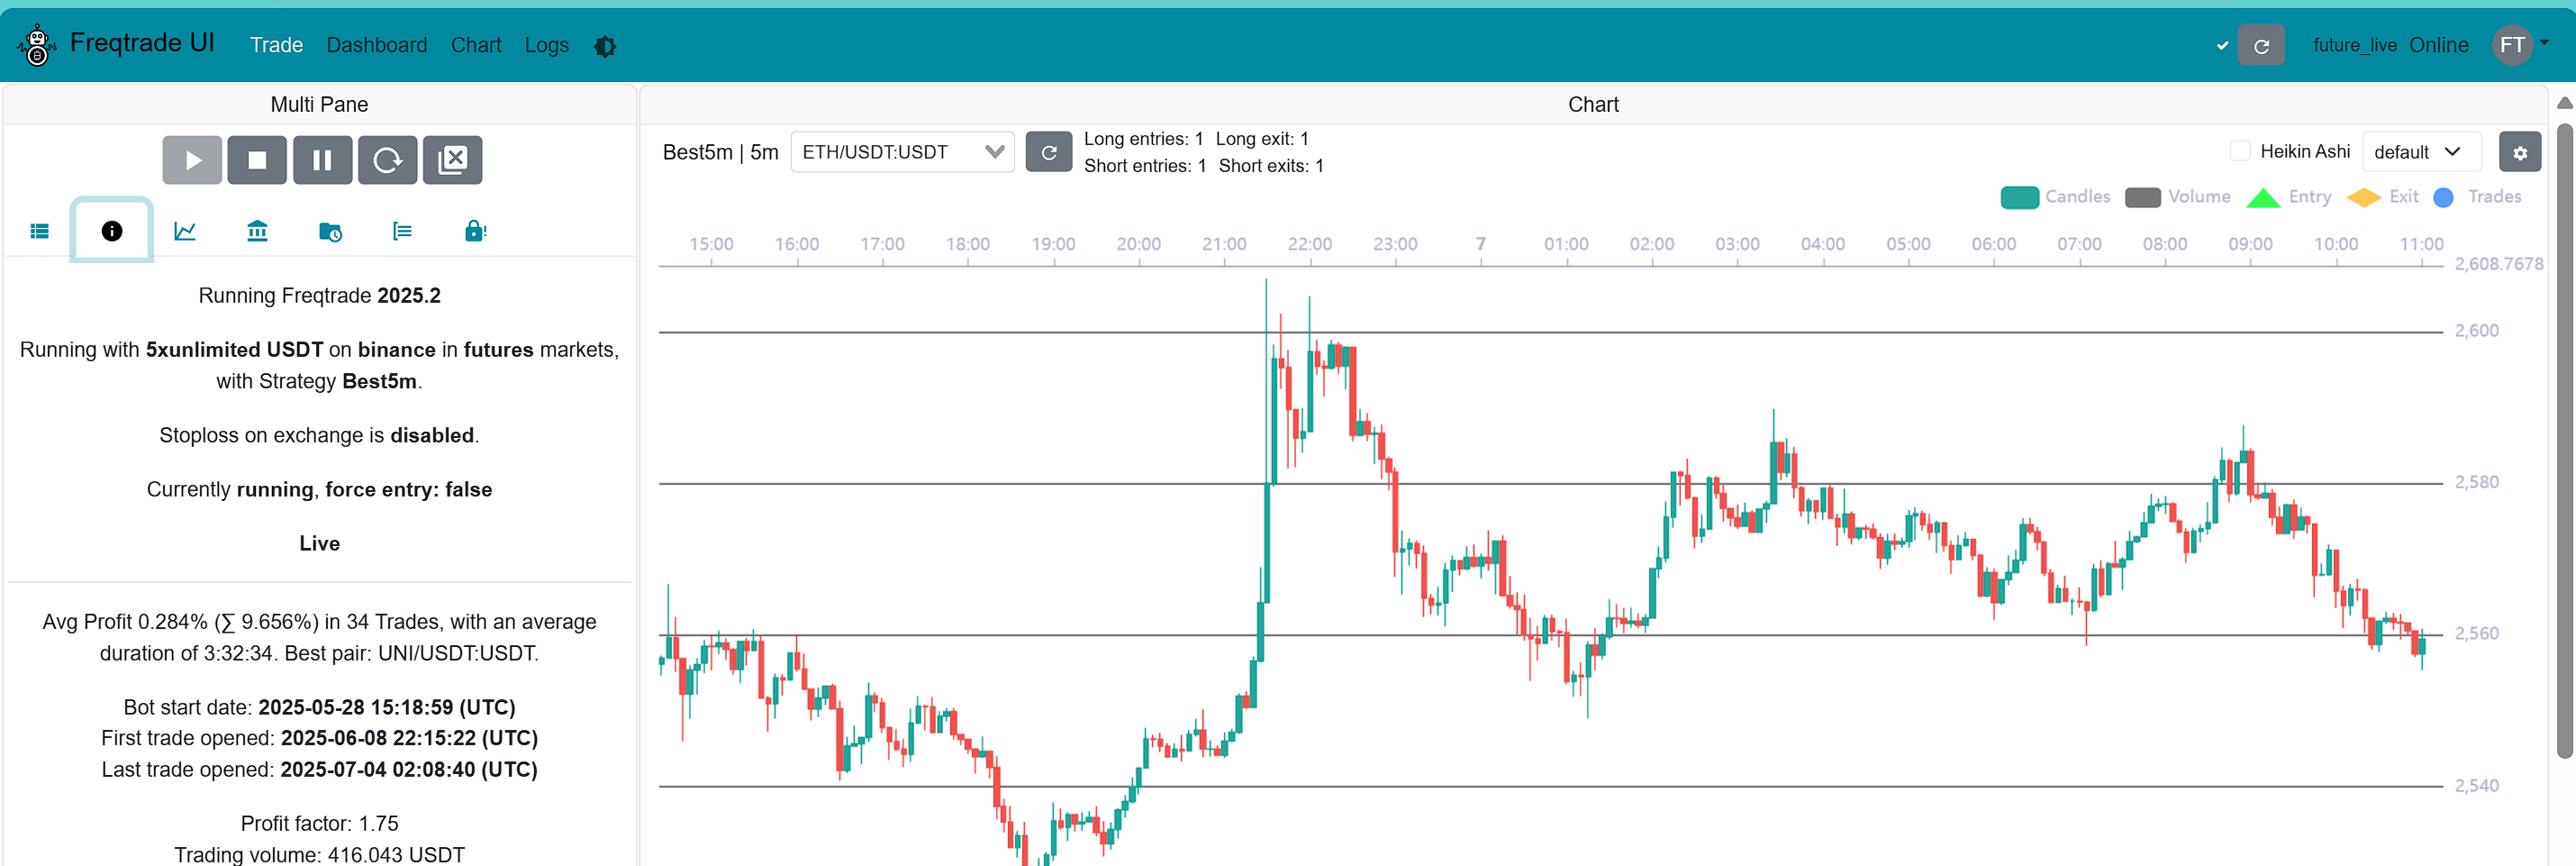 Freqtrade UI Trade Dashboard Chart Logs future_live Online FT
Multi Pane
Running Freqtrade 2025.2
Running with 5xunlimited USDT on binance in futures markets,
with Strategy Best5m.
Stoploss on exchange is disabled.
Currently running, force entry: false
Live
Avg Profit 0.284% (∑ 9.656%) in 34 Trades, with an average
duration of 3:32:34. Best pair: UNI/USDT:USDT.
Bot start date: 2025-05-28 15:18:59 (UTC)
First trade opened: 2025-06-08 22:15:22 (UTC)
Last trade opened: 2025-07-04 02:08:40 (UTC)
Profit factor: 1.75
Trading volume: 416.043 USDT
Chart
Best5m | 5m ETH/USDT:USDT
Long entries: 1 Long exit: 1
Short entries: 1 Short exits: 1
Heikin Ashi default
Candles Volume Entry Exit Trades
15:00 16:00 17:00 18:00 19:00 20:00 21:00 22:00 23:00 7 01:00 02:00 03:00 04:00 05:00 06:00 07:00 08:00 09:00 10:00 11:00
2,608.7678
2,600
2,580
2,560
2,540